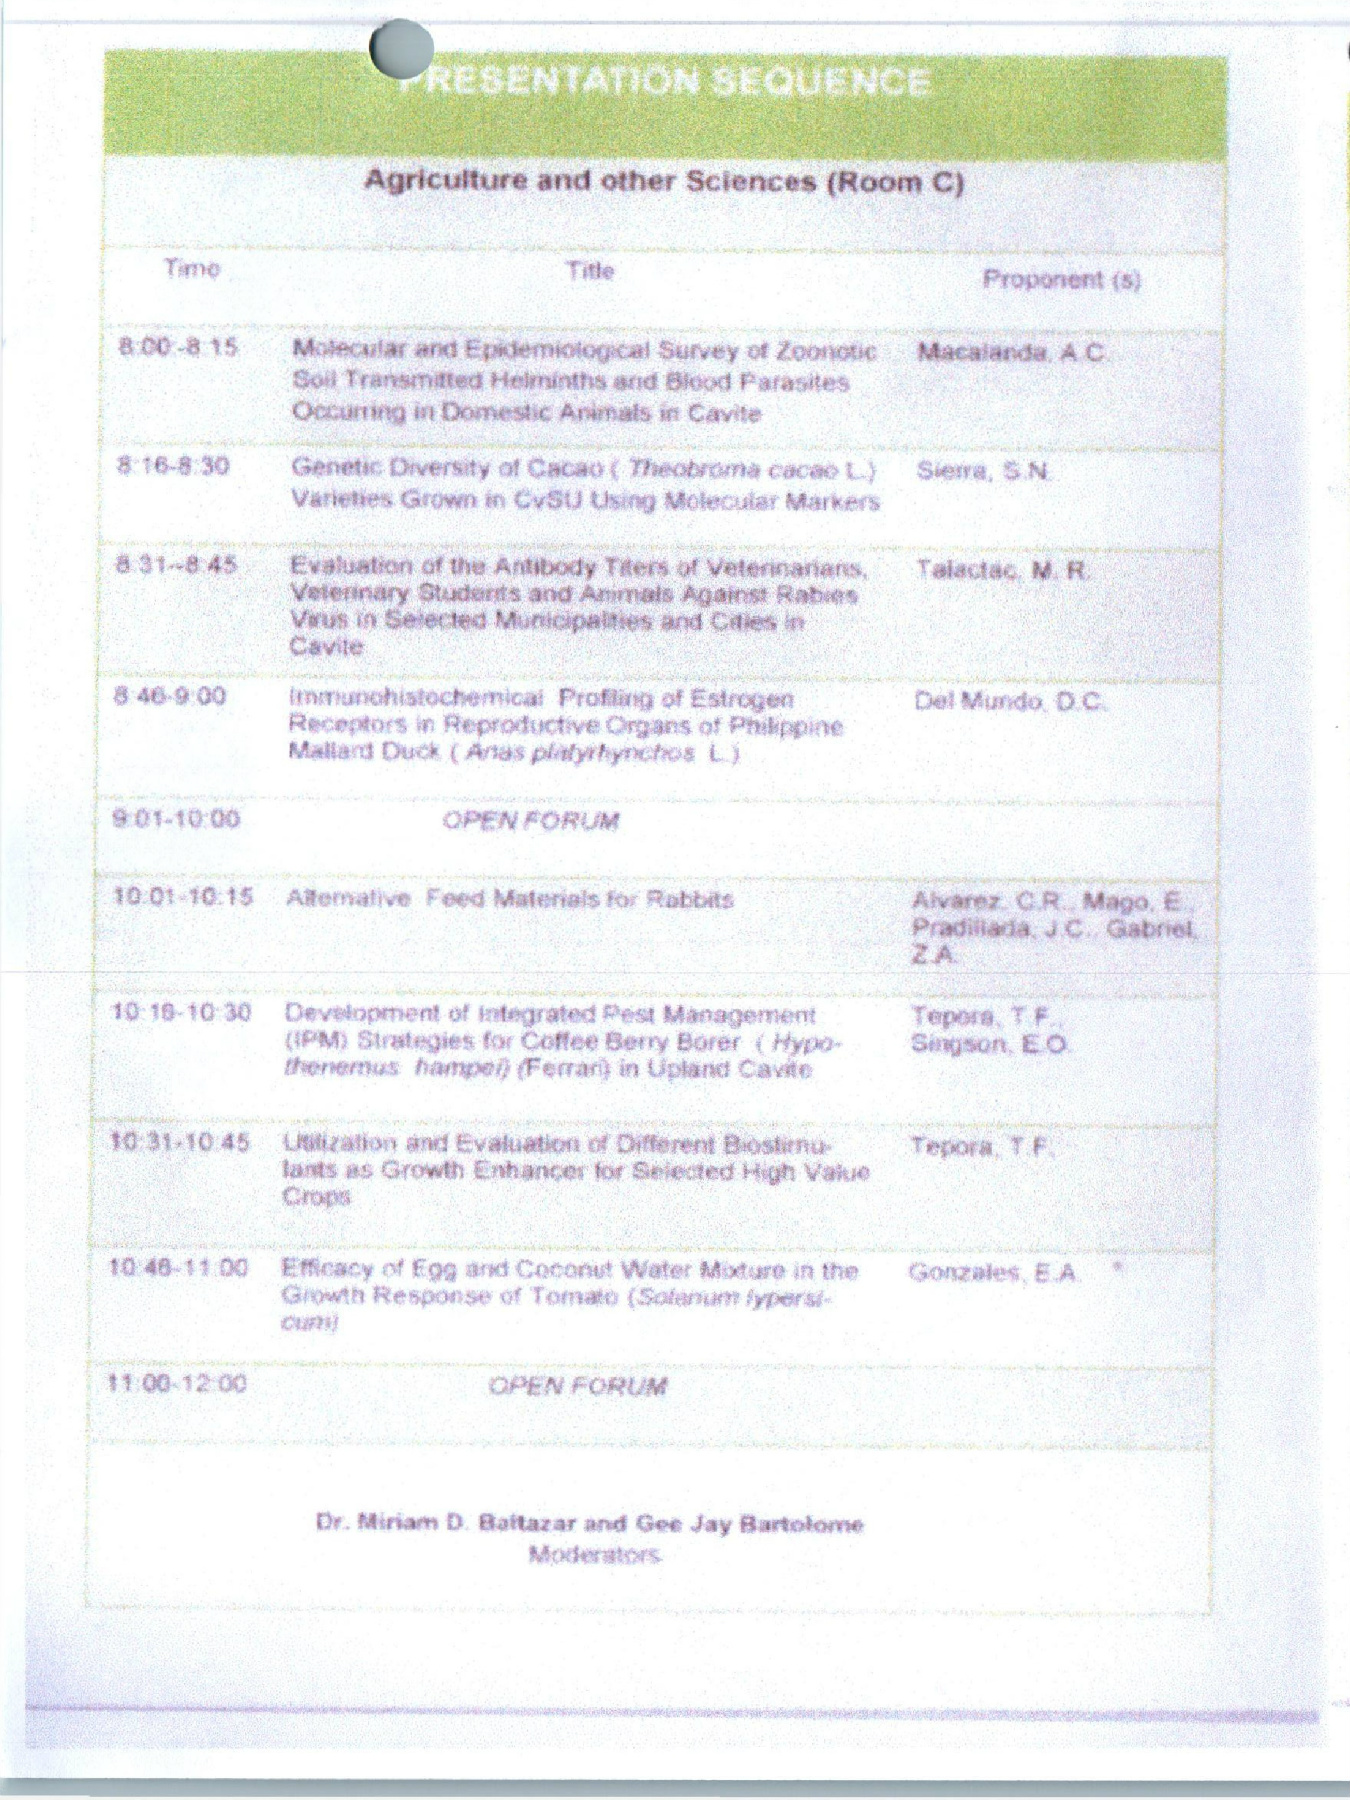 PRESENTATION SEQUENCE
Agriculture and other Sciences (Room C)
Time Title Proponent (s)
8:00 -8:15 Molecular and Epidemiological Survey of Zoonotic Macalanda, A.C.
Soil Transmitted Helminths and Blood Parasites
Occurring in Domestic Animals in Cavite
8:16-8:30 Genetic Diversity of Cacao ( Theobroma cacao L.) Sierra, S.N.
Varieties Grown in CvSU Using Molecular Markers
8:31--8:45 Evaluation of the Antibody Titers of Veterinarians, Talactac, M. R.
Veterinary Students and Animals Against Rabies
Virus in Selected Municipalities and Cities in
Cavite
8:46-9:00 Immunohistochemical Profiling of Estrogen Del Mundo, D.C.
Receptors in Reproductive Organs of Philippine
Mallard Duck ( Anas platyrhynchos L.)
9:01-10:00 OPEN FORUM
10:01-10:15 Alternative Feed Materials for Rabbits Alvarez, C.R., Mago, E.,
Pradillada, J.C., Gabriel,
Z.A.
10:16-10:30 Development of Integrated Pest Management Tepora, T.F.,
(IPM) Strategies for Coffee Berry Borer ( Hypo- Singson, E.O.
thenemus hampei) (Ferrari) in Upland Cavite
10:31-10:45 Utilization and Evaluation of Different Biostimu- Tepora, T.F.
lants as Growth Enhancer for Selected High Value
Crops
10:46-11:00 Efficacy of Egg and Coconut Water Mixture in the Gonzales, E.A.
Growth Response of Tomato (Solanum lypersi-
cum)
11:00-12:00 OPEN FORUM
Dr. Miriam D. Baltazar and Gee Jay Bartolome
Moderators